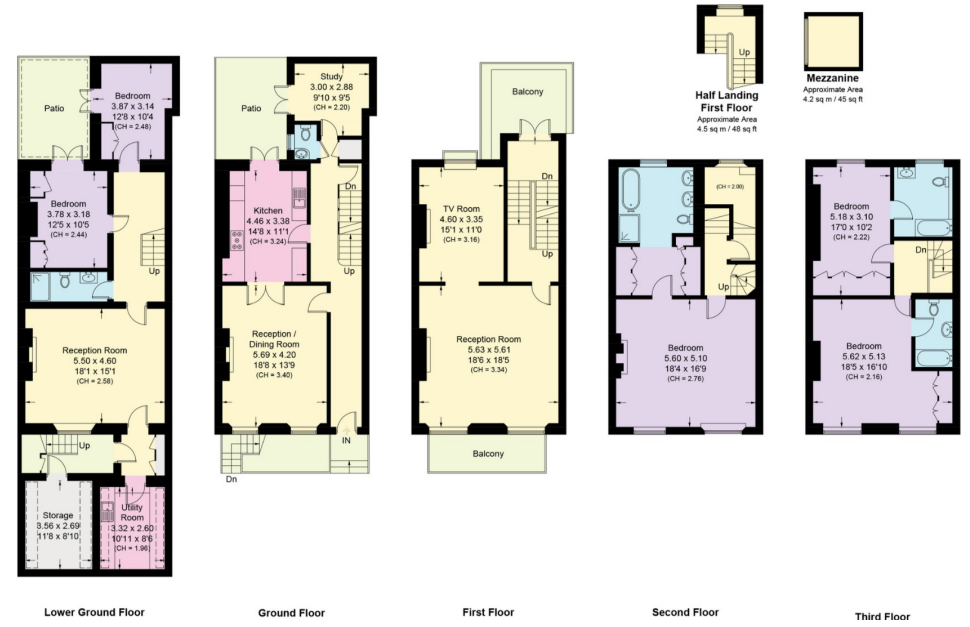 Patio
Bedroom
3.87 x 3.14
12'8 x 10'4
(CH = 2.48)
Bedroom
3.78 x 3.18
12'5 x 10'5
(CH = 2.44)
Up
Reception Room
5.50 x 4.60
18'1 x 15'1
(CH = 2.58)
Up
Storage
3.56 x 2.69
11'8 x 8'10
Utility
Room
3.32 x 2.60
10'11 x 8'6
(CH = 1.96)
Lower Ground Floor
Patio
Study
3.00 x 2.88
9'10 x 9'5
(CH = 2.20)
Dn
Kitchen
4.46 x 3.38
14'8 x 11'1
(CH = 3.24)
Up
Reception /
Dining Room
5.69 x 4.20
18'8 x 13'9
(CH = 3.40)
IN
Dn
Ground Floor
Balcony
Dn
TV Room
4.60 x 3.35
15'1 x 11'0
(CH = 3.16)
Up
Reception Room
5.63 x 5.61
18'6 x 18'5
(CH = 3.34)
Balcony
First Floor
Up
Half Landing
First Floor
Approximate Area
4.5 sq m / 48 sq ft
Mezzanine
Approximate Area
4.2 sq m / 45 sq ft
(CH = 2.00)
Up
Bedroom
5.60 x 5.10
18'4 x 16'9
(CH = 2.76)
Second Floor
Bedroom
5.18 x 3.10
17'0 x 10'2
(CH = 2.22)
Dn
Bedroom
5.62 x 5.13
18'5 x 16'10
(CH = 2.16)
Third Floor